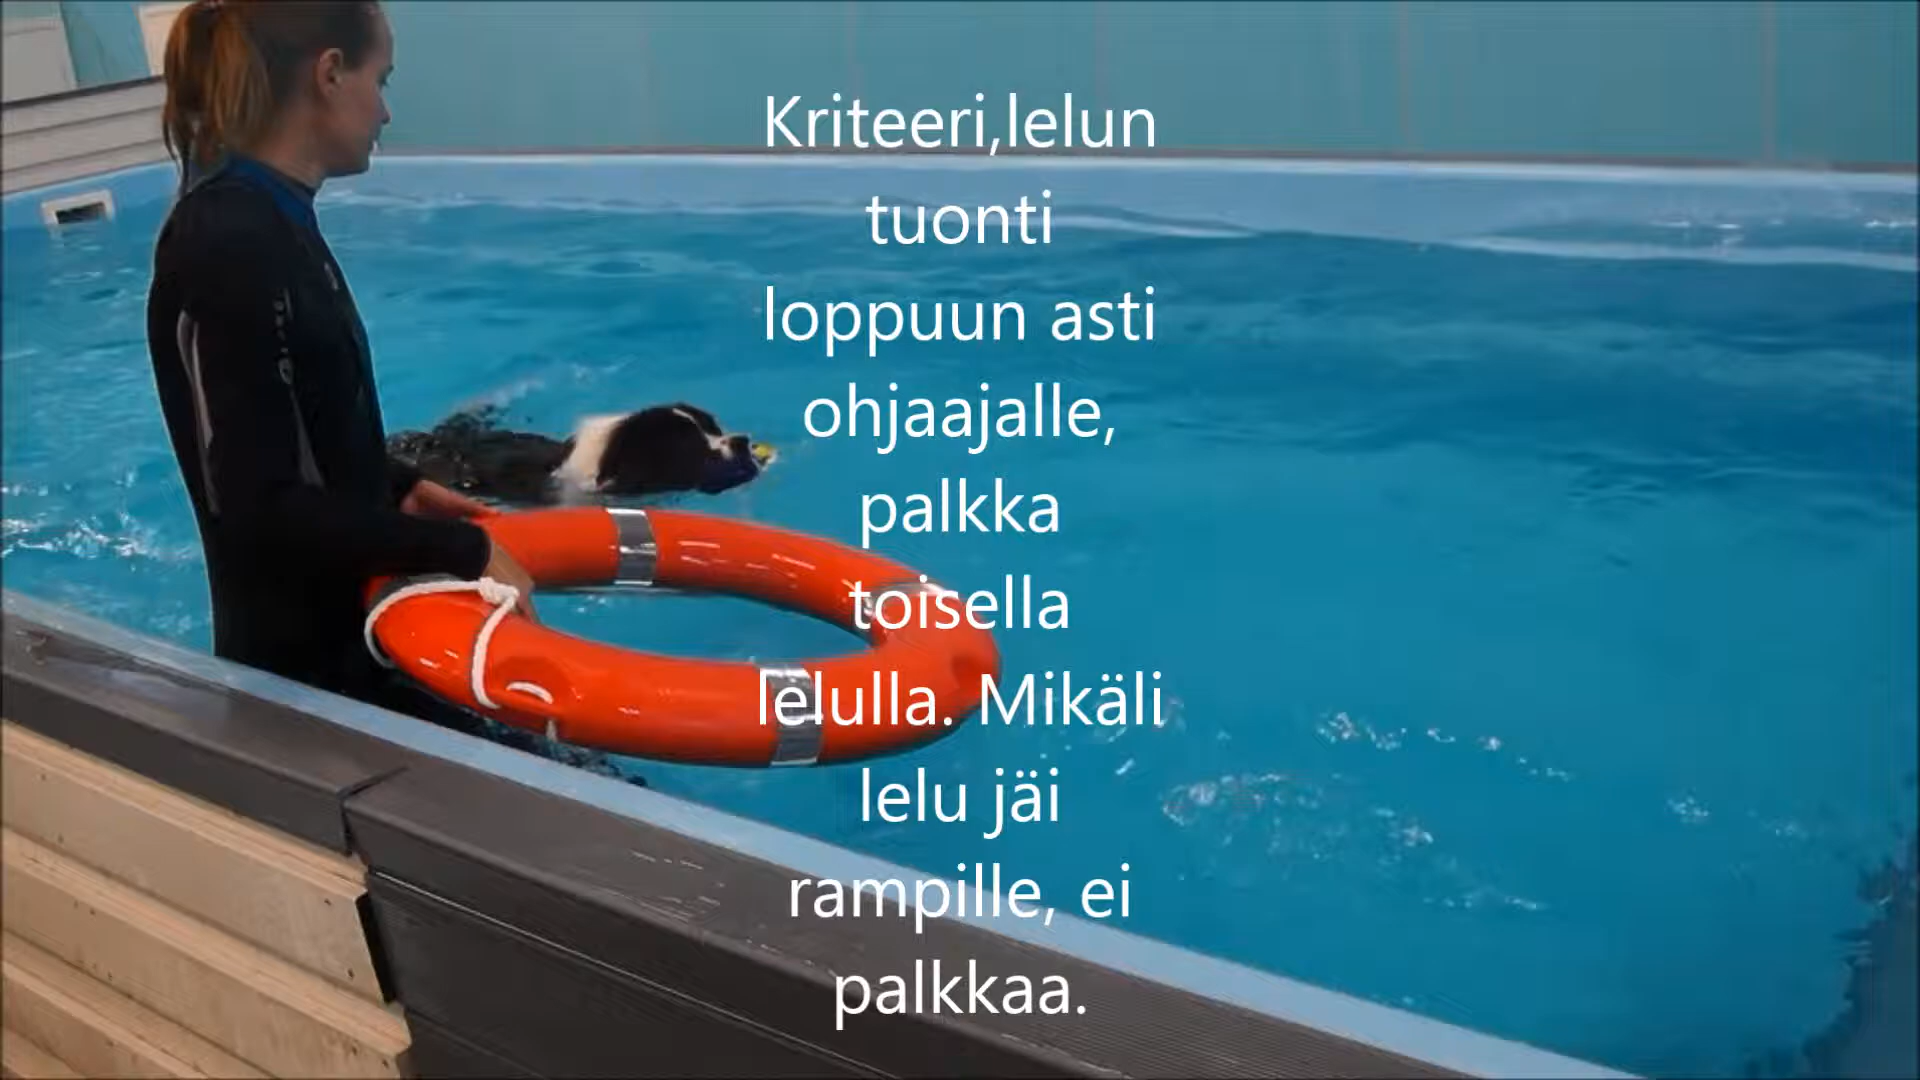 Kriteeri,lelun
tuonti
loppuun asti
ohjaajalle,
palkka
toisella
lelulla. Mikäli
lelu jäi
rampille, ei
palkkaa.